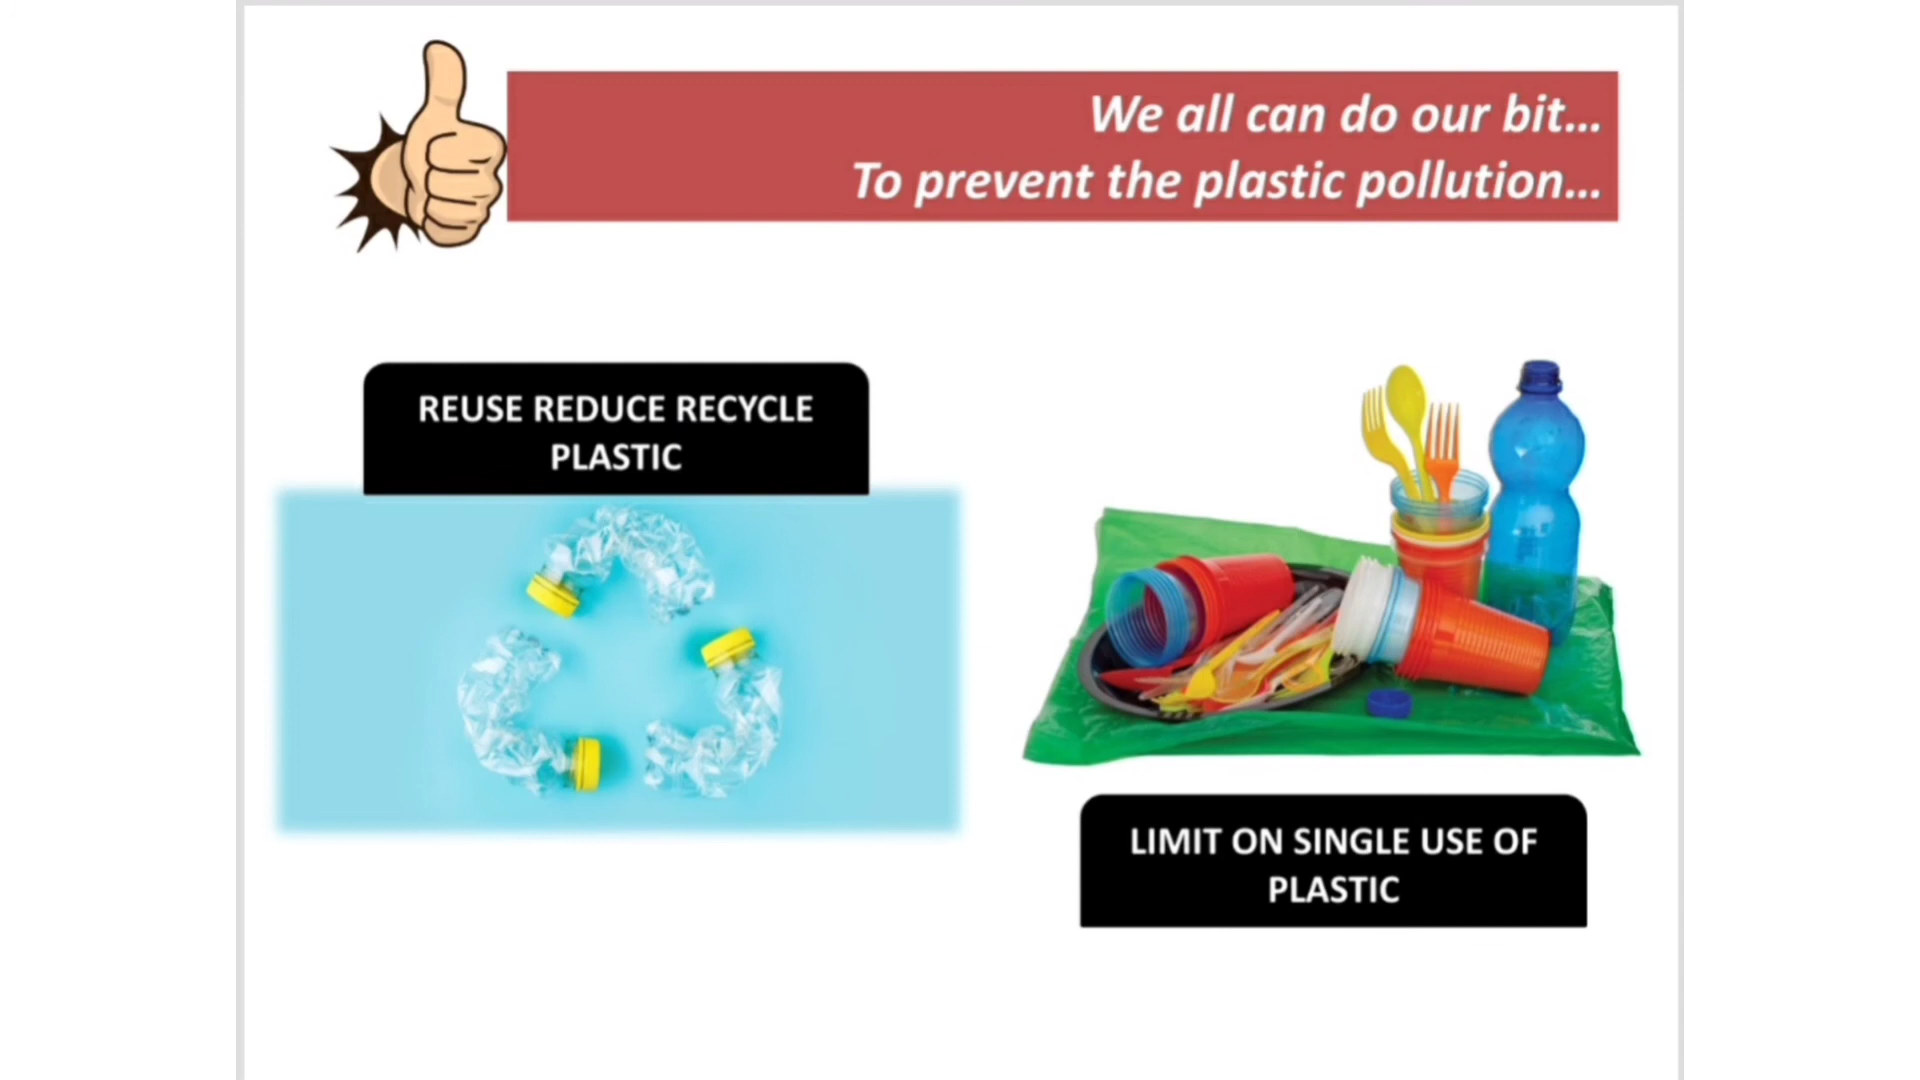 We all can do our bit...
To prevent the plastic pollution...
REUSE REDUCE RECYCLE
PLASTIC
LIMIT ON SINGLE USE OF
PLASTIC